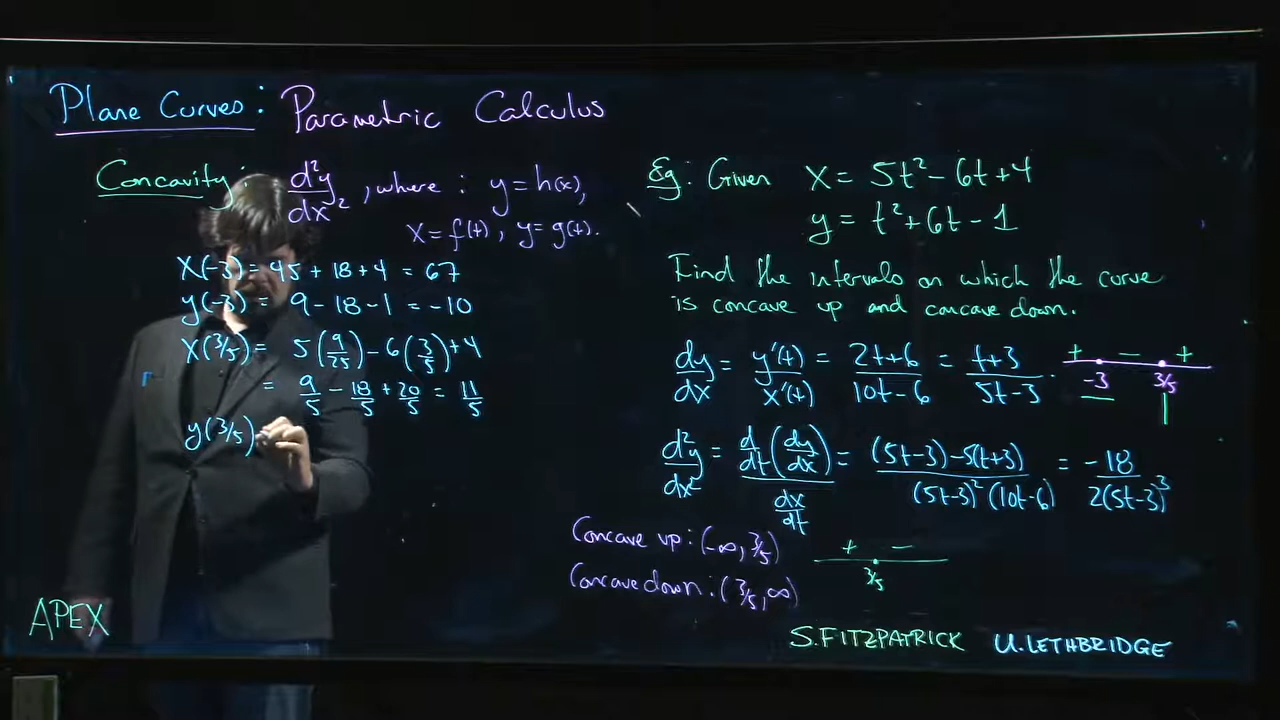 Plane Curves: Parametric Calculus
Concavity: d²y/dx², where: y=h(x),
x=f(t), y=g(t).
x(-3) = 45 + 18 + 4 = 67
y(-3) = 9 - 18 - 1 = -10
x(3/5) = 5(9/25) - 6(3/5) + 4
= 9/5 - 18/5 + 20/5 = 11/5
y(3/5)
APEX
Eg: Given x = 5t² - 6t + 4
y = t² + 6t - 1
Find the intervals on which the curve
is concave up and concave down.
dy/dx = y'(t)/x'(t) = (2t+6)/(10t-6) = (t+3)/(5t-3).
+ − +
-3 3/5
d²y/dx² = (d/dt(dy/dx))/(dx/dt) = ((5t-3)-5(t+3))/((5t-3)²(10t-6)) = -18/(2(5t-3)³)
Concave up: (-∞, 3/5)
+ −
3/5
Concave down: (3/5, ∞)
S.FITZPATRICK U.LETHBRIDGE